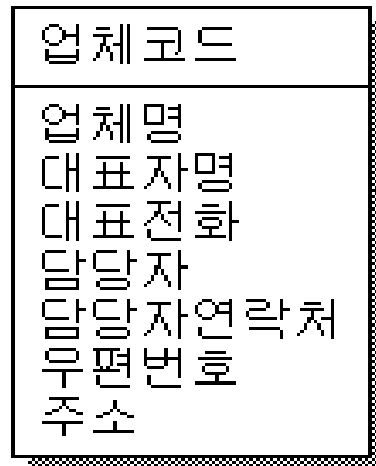 업체코드
업체명
대표자명
대표전화
담당자
담당자연락처
우편번호
주소